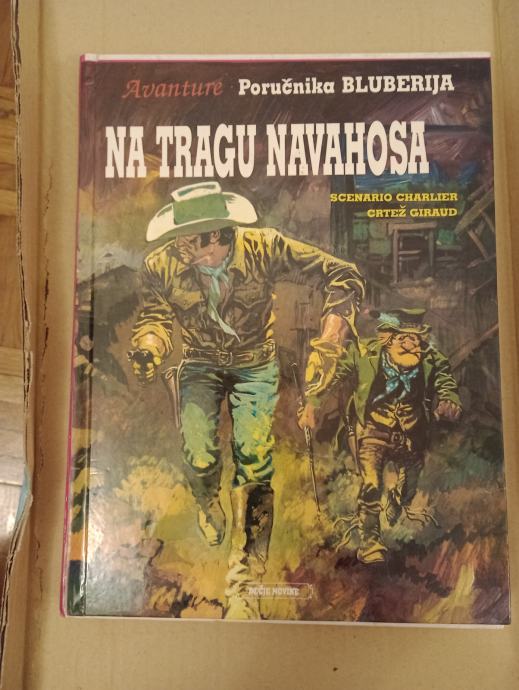 Avanture Poručnika BLUBERIJA
NA TRAGU NAVAHOSA
SCENARIO CHARLIER
CRTEŽ GIRAUD
DEČJE NOVINE